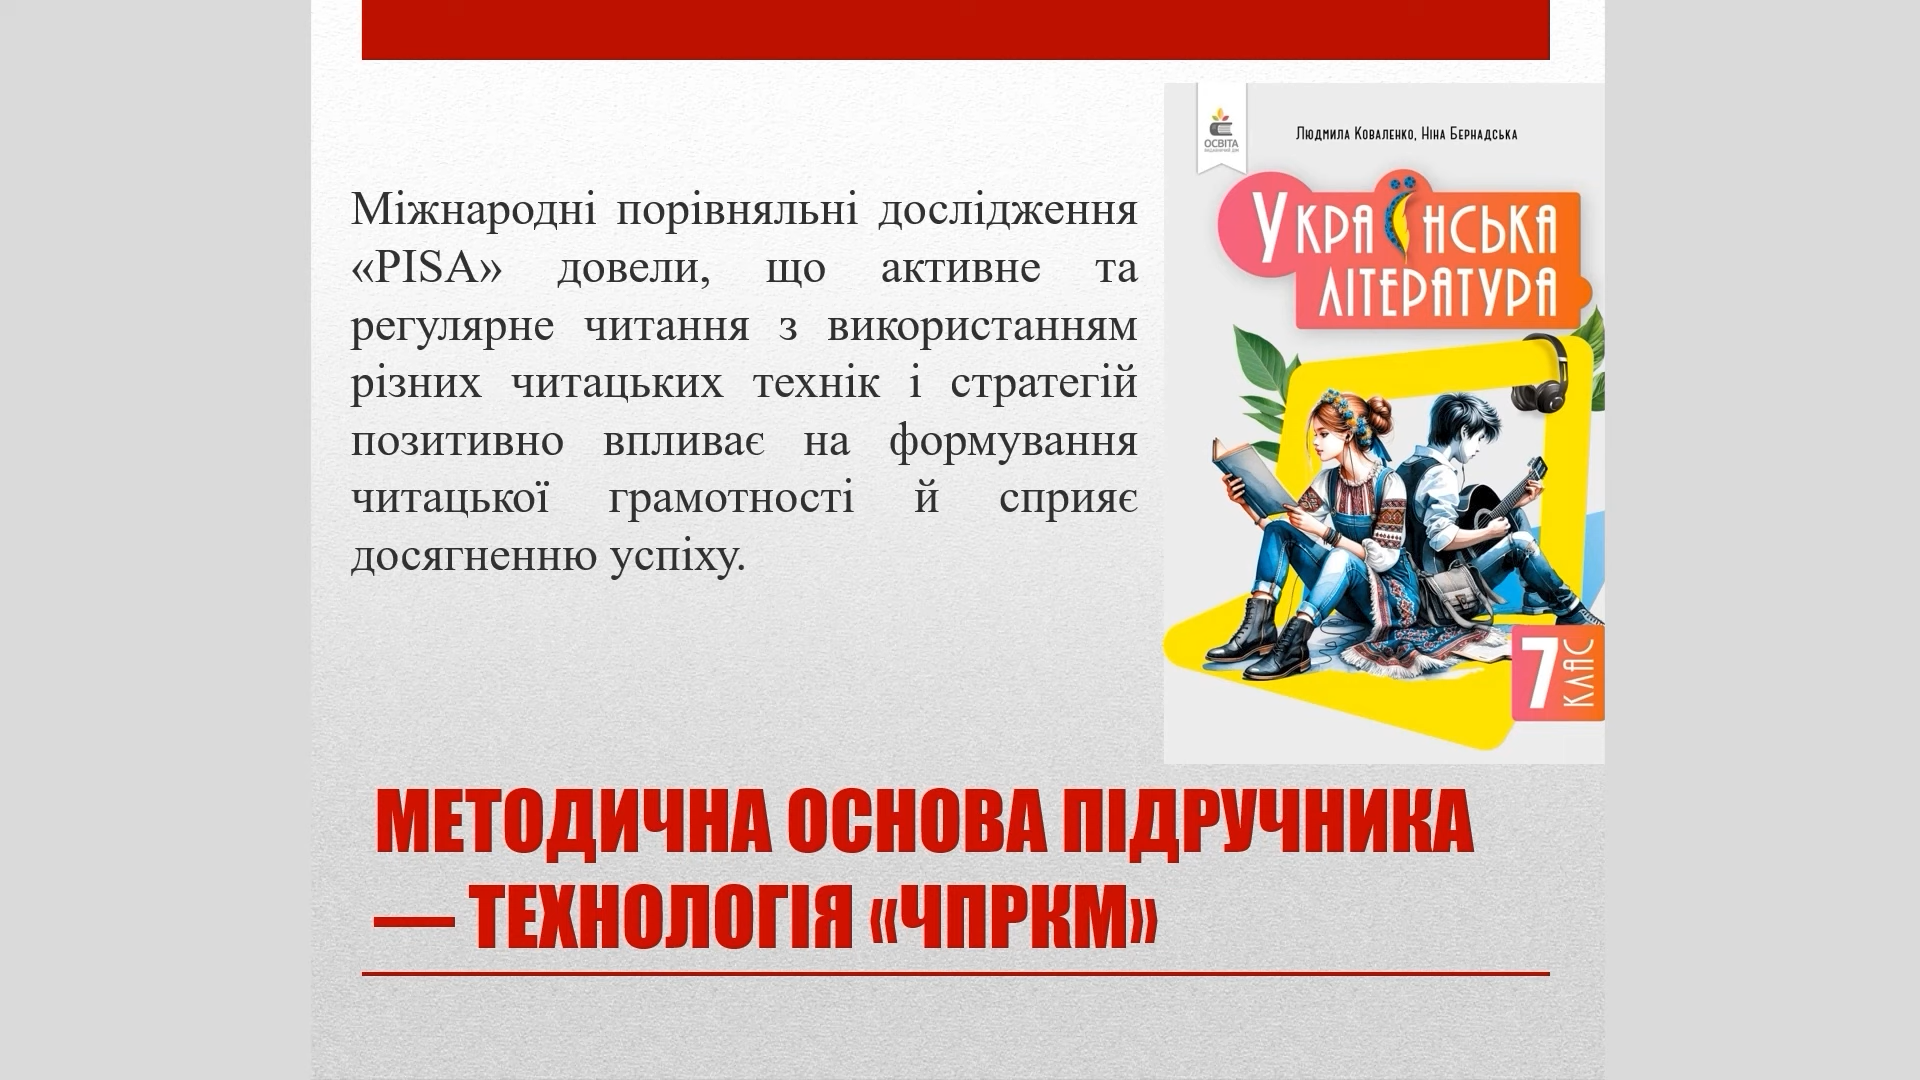 Міжнародні порівняльні дослідження
«PISA» довели, що активне та
регулярне читання з використанням
різних читацьких технік і стратегій
позитивно впливає на формування
читацької грамотності й сприяє
досягненню успіху.
ОСВІТА
Людмила Коваленко, Ніна Бернадська
Українська
література
7
клас
МЕТОДИЧНА ОСНОВА ПІДРУЧНИКА
— ТЕХНОЛОГІЯ «ЧПРКМ»